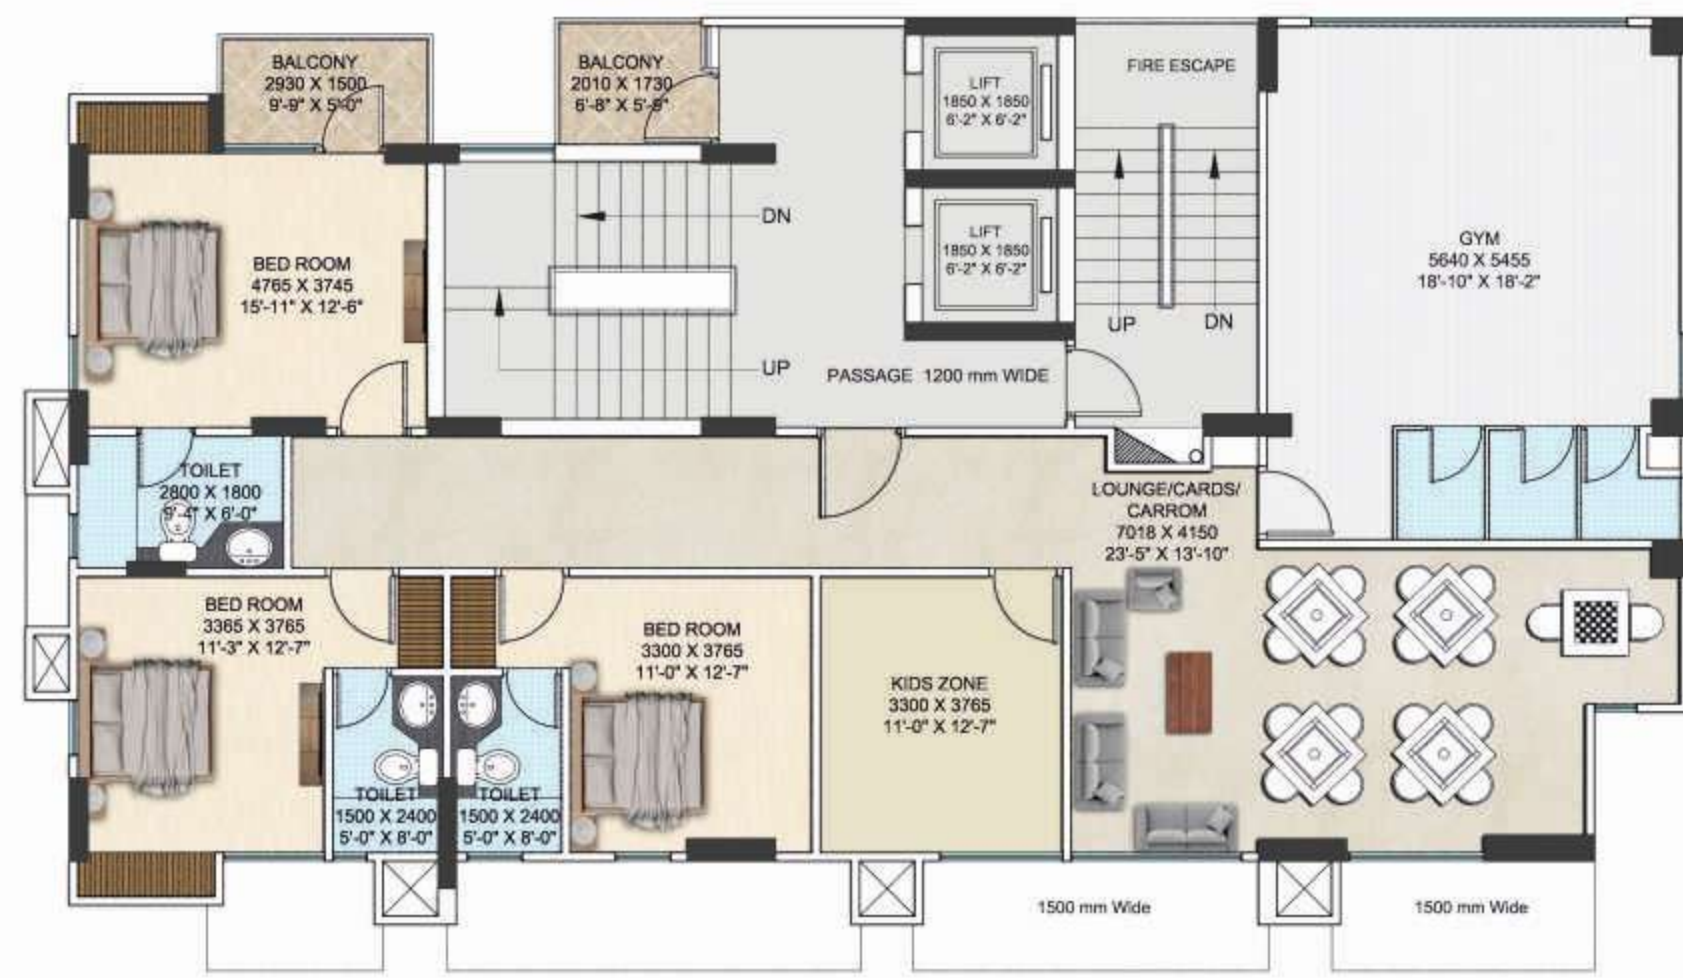 BALCONY
2930 X 1500
9'-9" X 5'-0"
BALCONY
2010 X 1730
6'-8" X 5'-9"
LIFT
1850 X 1850
6'-2" X 6'-2"
FIRE ESCAPE
LIFT
1850 X 1850
6'-2" X 6'-2"
DN
UP
UP
DN
PASSAGE 1200 mm WIDE
GYM
5640 X 5455
18'-10" X 18'-2"
BED ROOM
4765 X 3745
15'-11" X 12'-6"
TOILET
2800 X 1800
9'-4" X 6'-0"
LOUNGE/CARDS/
CARROM
7018 X 4150
23'-5" X 13'-10"
BED ROOM
3365 X 3765
11'-3" X 12'-7"
BED ROOM
3300 X 3765
11'-0" X 12'-7"
KIDS ZONE
3300 X 3765
11'-0" X 12'-7"
TOILET
1500 X 2400
5'-0" X 8'-0"
TOILET
1500 X 2400
5'-0" X 8'-0"
1500 mm Wide
1500 mm Wide